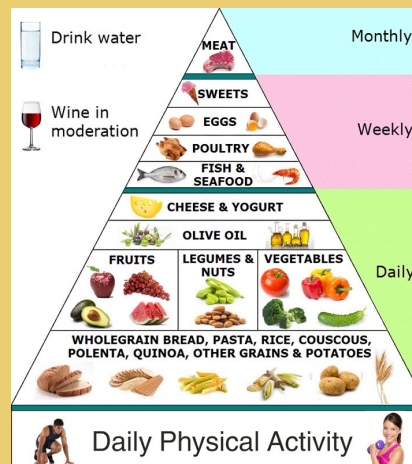 Drink water
Wine in
moderation
MEAT
Monthly
SWEETS
EGGS
POULTRY
FISH &
SEAFOOD
Weekly
CHEESE & YOGURT
OLIVE OIL
FRUITS
LEGUMES &
NUTS
VEGETABLES
Daily
WHOLEGRAIN BREAD, PASTA, RICE, COUSCOUS,
POLENTA, QUINOA, OTHER GRAINS & POTATOES
Daily Physical Activity